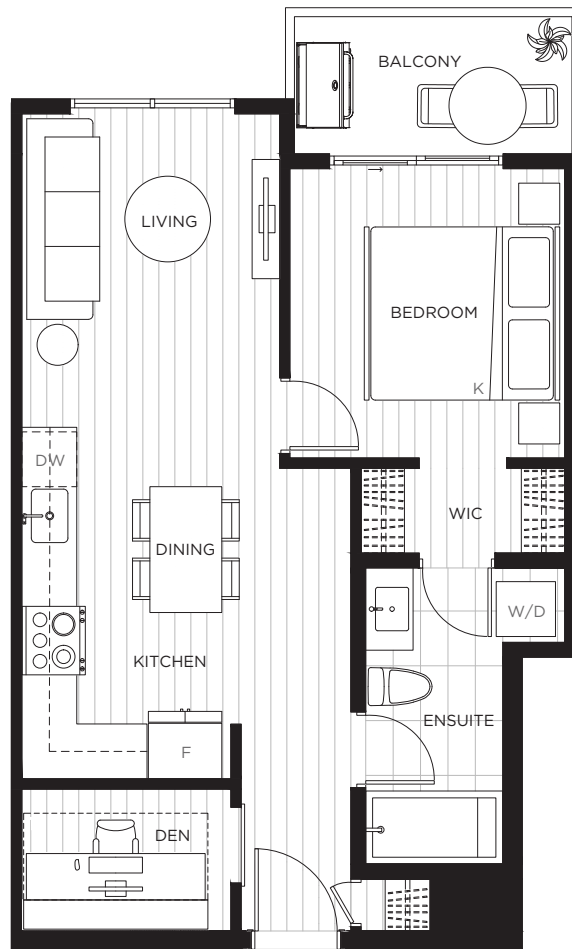 BALCONY
LIVING
BEDROOM
K
DW
WIC
DINING
W/D
KITCHEN
ENSUITE
F
DEN